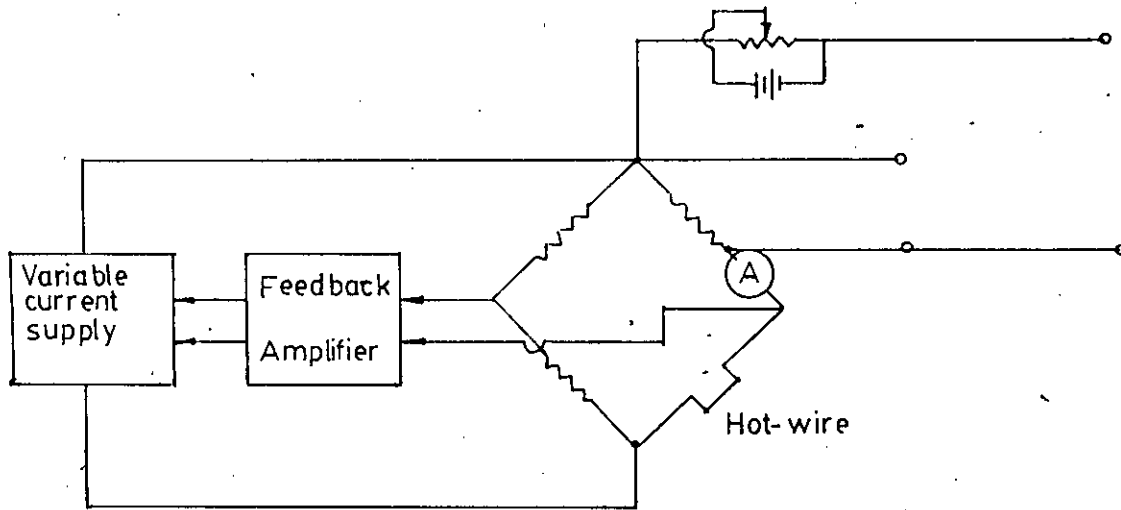 Variable
current
supply
Feedback
Amplifier
A
Hot-wire